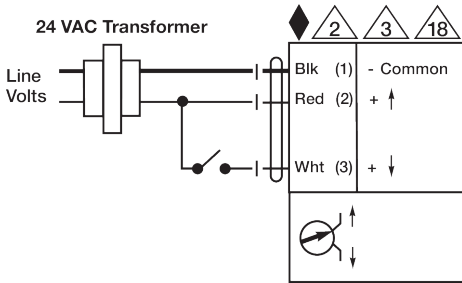 24 VAC Transformer
2 3 18
Line
Volts
Blk (1) - Common
Red (2) +
Wht (3) +